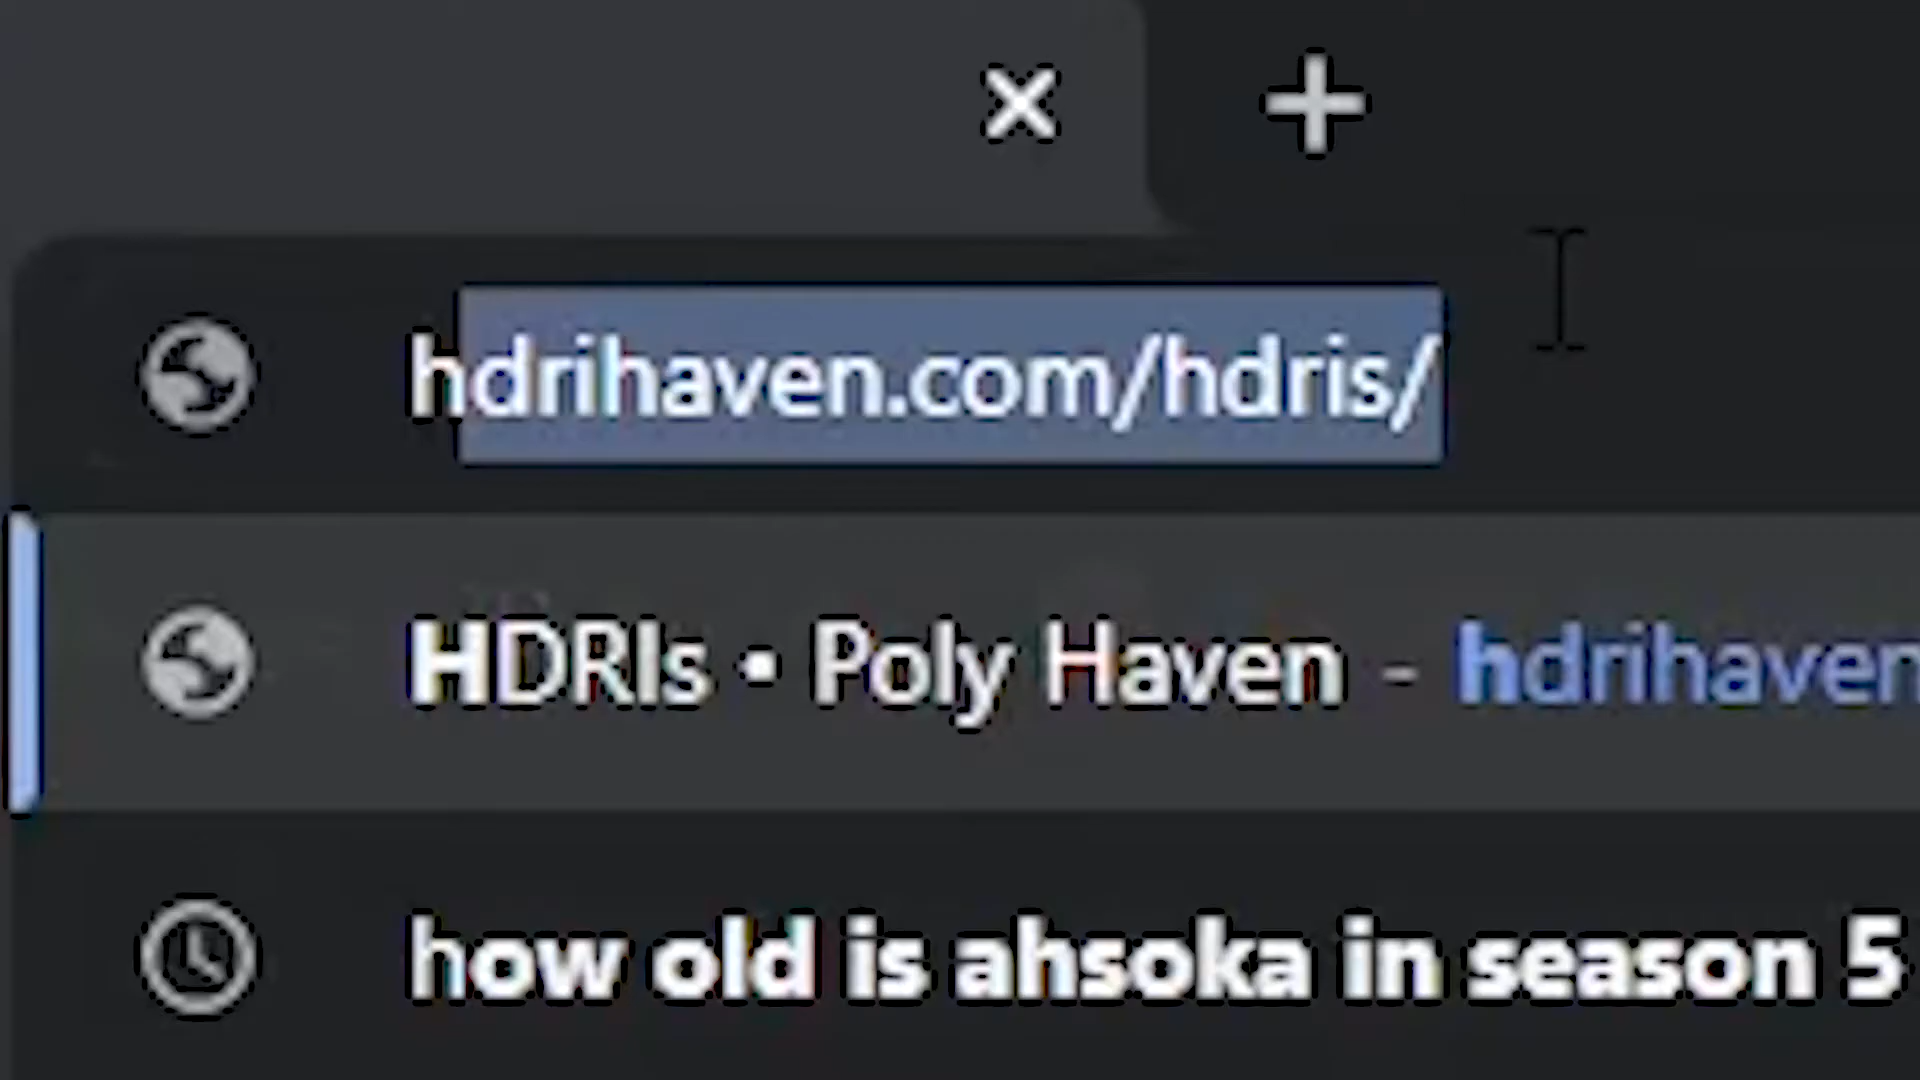 hdrihaven.com/hdris/
HDRIs • Poly Haven - hdrihaven
how old is ahsoka in season 5